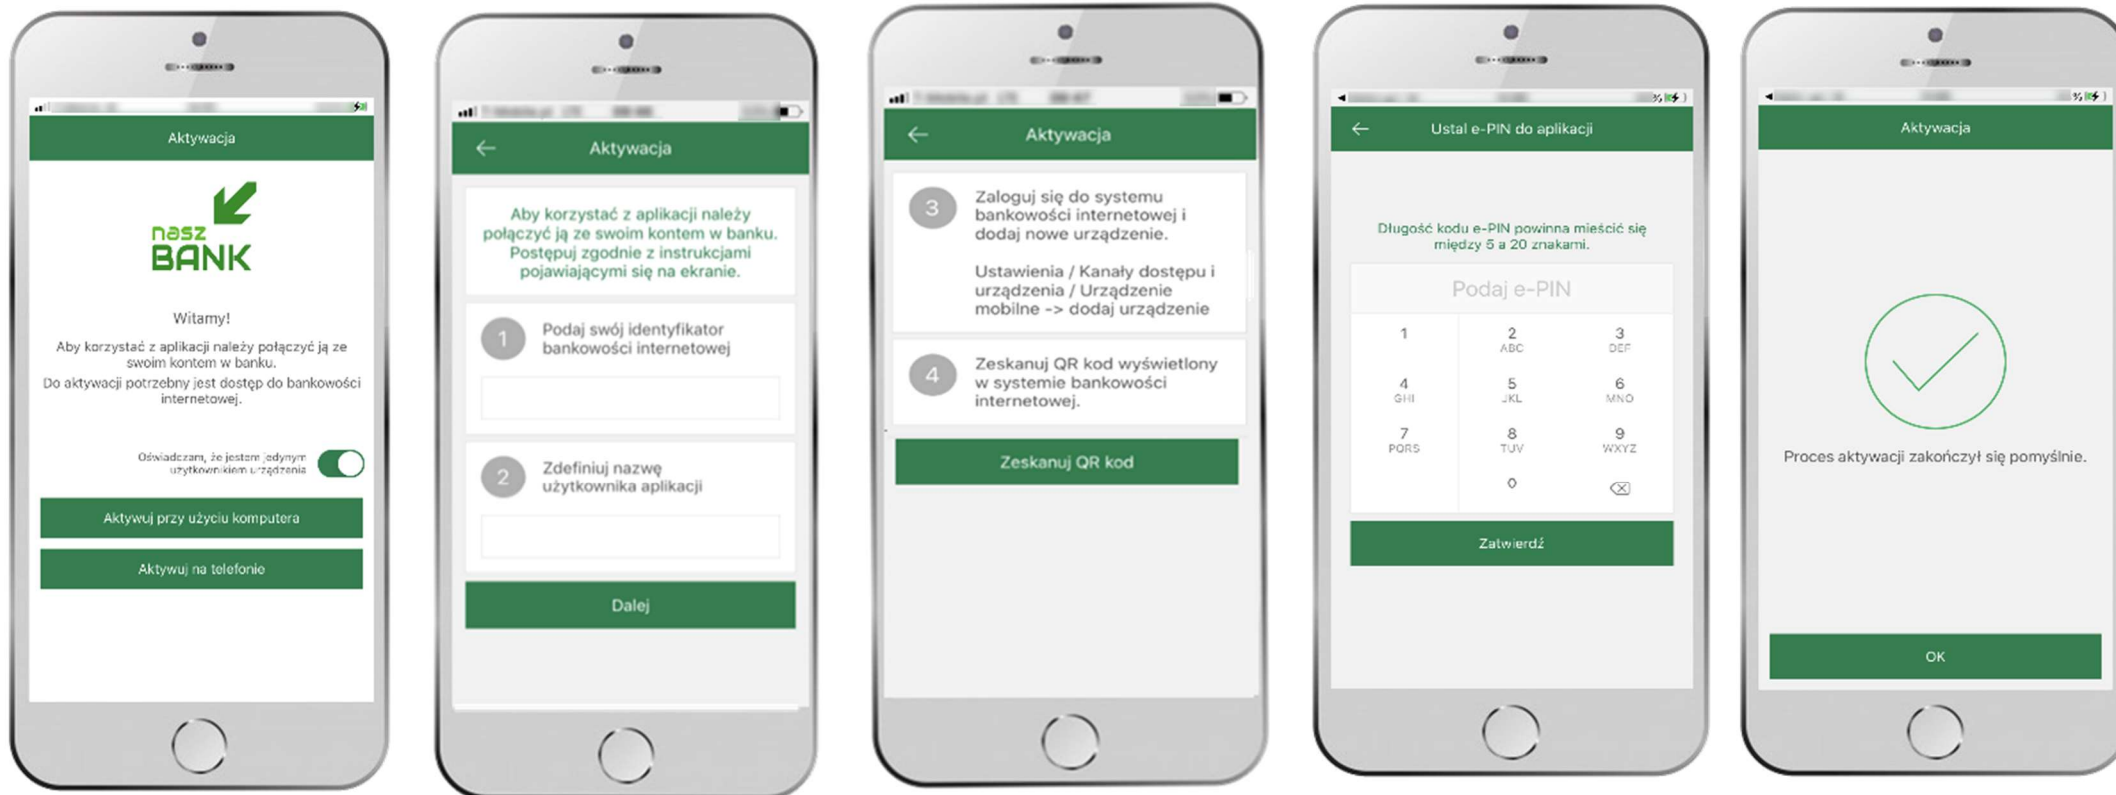 Aktywacja
nasz
BANK
Witamy!
Aby korzystać z aplikacji należy połączyć ją ze
swoim kontem w banku.
Do aktywacji potrzebny jest dostęp do bankowości
internetowej.
Oświadczam, że jestem jedynym
użytkownikiem urządzenia
Aktywuj przy użyciu komputera
Aktywuj na telefonie
Aktywacja
Aby korzystać z aplikacji należy
połączyć ją ze swoim kontem w banku.
Postępuj zgodnie z instrukcjami
pojawiającymi się na ekranie.
1
Podaj swój identyfikator
bankowości internetowej
2
Zdefiniuj nazwę
użytkownika aplikacji
Dalej
Aktywacja
3
Zaloguj się do systemu
bankowości internetowej i
dodaj nowe urządzenie.
Ustawienia / Kanały dostępu i
urządzenia / Urządzenie
mobilne -> dodaj urządzenie
4
Zeskanuj QR kod wyświetlony
w systemie bankowości
internetowej.
Zeskanuj QR kod
%
Ustal e-PIN do aplikacji
Długość kodu e-PIN powinna mieścić się
między 5 a 20 znakami.
Podaj e-PIN
1 2 3
ABC DEF
4 5 6
GHI JKL MNO
7 8 9
PQRS TUV WXYZ
0
Zatwierdź
%
Aktywacja
Proces aktywacji zakończył się pomyślnie.
OK